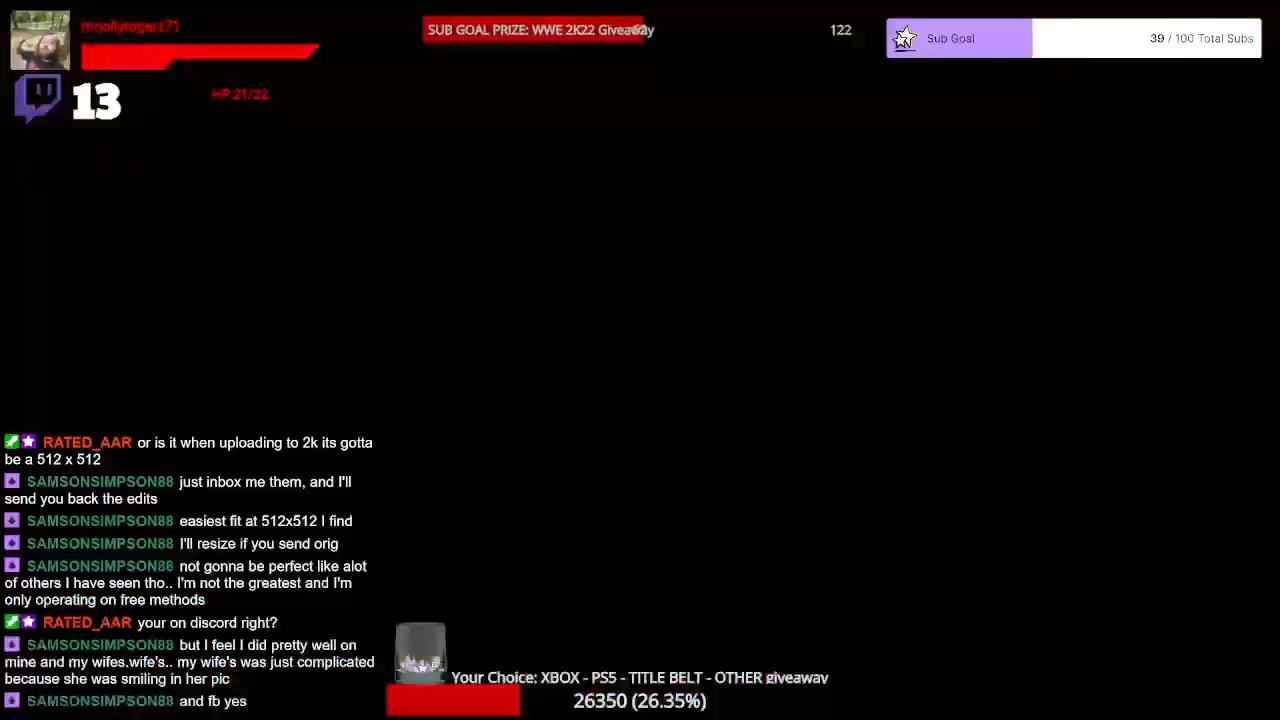 mojollyrogerz71
SUB GOAL PRIZE: WWE 2K22 Giveaway
122
Sub Goal
39 / 100 Total Subs
13
HP:21/22
RATED_AAR or is it when uploading to 2k its gotta
be a 512 x 512
SAMSONSIMPSON88 just inbox me them, and I'll
send you back the edits
SAMSONSIMPSON88 easiest fit at 512x512 I find
SAMSONSIMPSON88 I'll resize if you send orig
SAMSONSIMPSON88 not gonna be perfect like alot
of others I have seen tho.. I'm not the greatest and I'm
only operating on free methods
RATED_AAR your on discord right?
SAMSONSIMPSON88 but I feel I did pretty well on
mine and my wifes.wife's.. my wife's was just complicated
because she was smiling in her pic
SAMSONSIMPSON88 and fb yes
Your Choice: XBOX - PS5 - TITLE BELT - OTHER giveaway
26350 (26.35%)